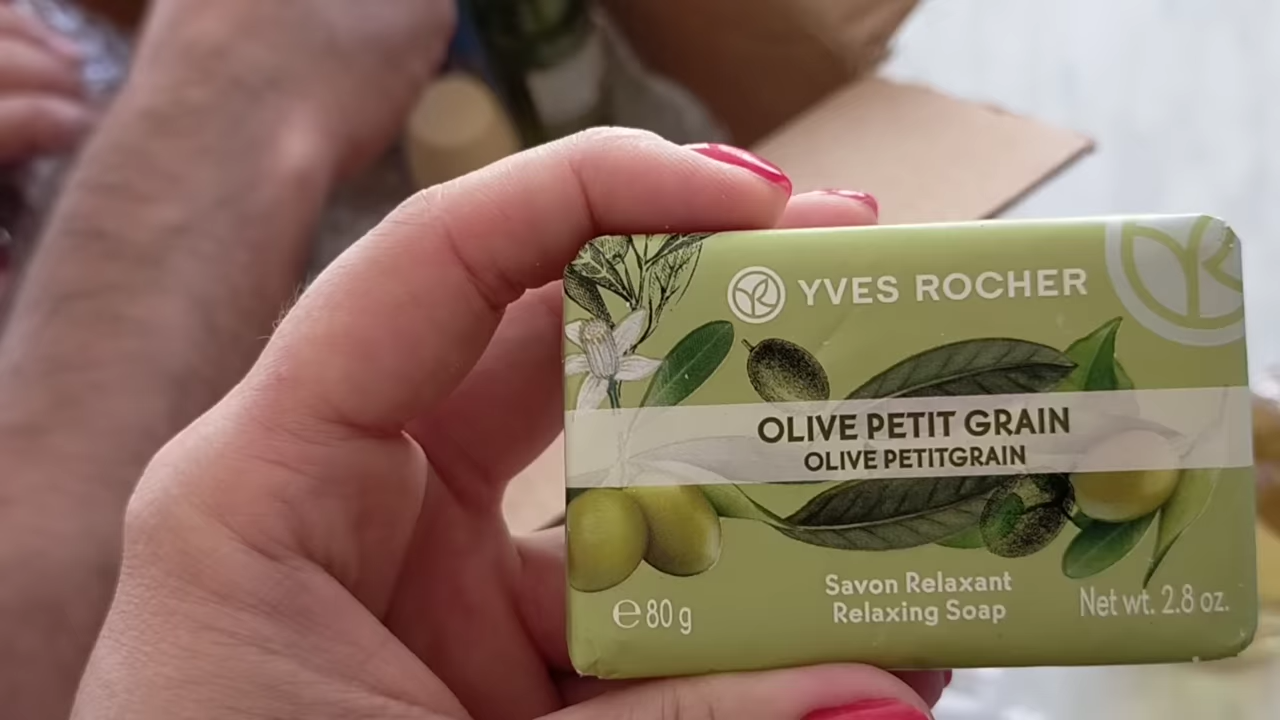 YVES ROCHER
OLIVE PETIT GRAIN
OLIVE PETITGRAIN
Savon Relaxant
Relaxing Soap
℮ 80 g
Net wt. 2.8 oz.